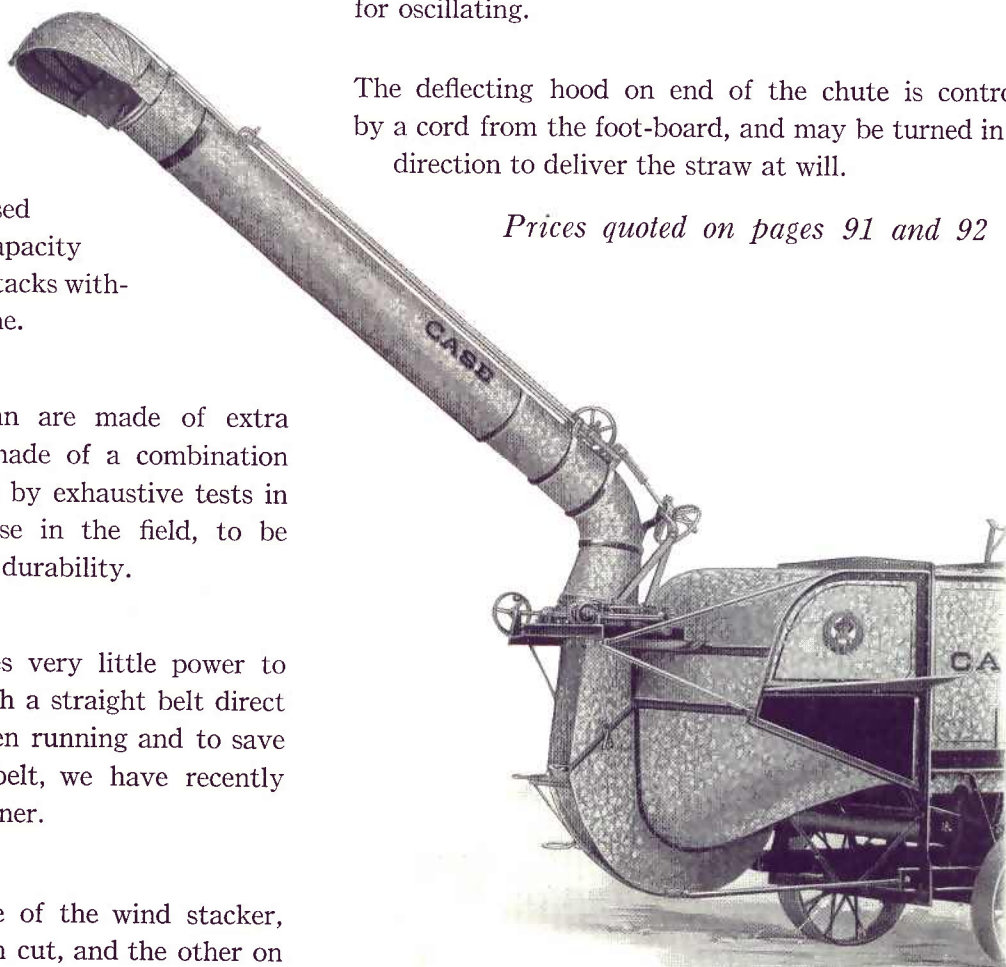 for oscillating.
The deflecting hood on end of the chute is contro
by a cord from the foot-board, and may be turned in
direction to deliver the straw at will.
Prices quoted on pages 91 and 92
sed
apacity
tacks with-
ne.
an are made of extra
made of a combination
by exhaustive tests in
se in the field, to be
durability.
es very little power to
h a straight belt direct
en running and to save
belt, we have recently
ner.
e of the wind stacker,
n cut, and the other on
CASE
CA